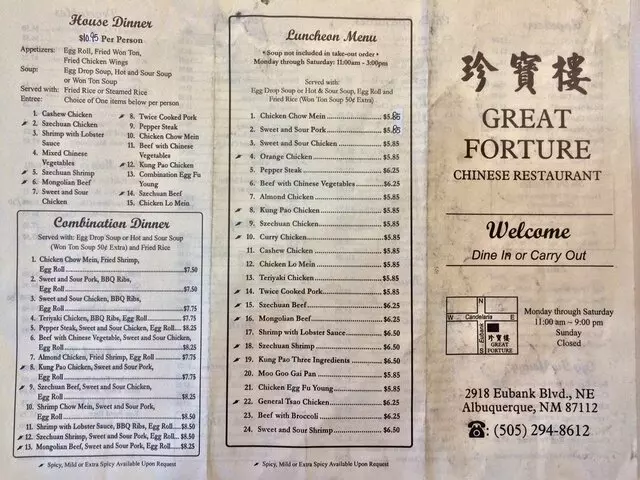 House Dinner
$10.95 Per Person
Appetizers: Egg Roll, Fried Won Ton,
Fried Chicken Wings
Soup: Egg Drop Soup, Hot and Sour Soup
or Won Ton Soup
Served with: Fried Rice or Steamed Rice
Entree: Choice of One items below per person
1. Cashew Chicken
2. Szechuan Chicken
3. Shrimp with Lobster
Sauce
4. Mixed Chinese
Vegetables
5. Szechuan Shrimp
6. Mongolian Beef
7. Sweet and Sour
Chicken
8. Twice Cooked Pork
9. Pepper Steak
10. Chicken Chow Mein
11. Beef with Chinese
Vegetables
12. Kung Pao Chicken
13. Combination Egg Fu
Young
14. Szechuan Beef
15. Chicken Lo Mein
Combination Dinner
Served with: Egg Drop Soup or Hot and Sour Soup
(Won Ton Soup 50¢ Extra) and Fried Rice
1. Chicken Chow Mein, Fried Shrimp,
Egg Roll $7.50
2. Sweet and Sour Pork, BBQ Ribs,
Egg Roll $7.50
3. Sweet and Sour Chicken, BBQ Ribs,
Egg Roll $7.75
4. Teriyaki Chicken, BBQ Ribs, Egg Roll $7.75
5. Pepper Steak, Sweet and Sour Chicken, Egg Roll $8.25
6. Beef with Chinese Vegetable, Sweet and Sour Chicken,
Egg Roll $8.25
7. Almond Chicken, Fried Shrimp, Egg Roll $7.75
8. Kung Pao Chicken, Sweet and Sour Pork,
Egg Roll $7.75
9. Szechuan Beef, Sweet and Sour Chicken,
Egg Roll $8.25
10. Shrimp Chow Mein, Sweet and Sour Pork,
Egg Roll $8.50
11. Shrimp with Lobster Sauce, BBQ Ribs, Egg Roll $8.50
12. Szechuan Shrimp, Sweet and Sour Pork, Egg Roll $8.50
13. Mongolian Beef, Sweet and Sour Pork, Egg Roll $8.25
Spicy, Mild or Extra Spicy Available Upon Request
Luncheon Menu
• Soup not included in take-out order •
Monday through Saturday: 11:00am - 3:00pm
Served with:
Egg Drop Soup or Hot & Sour Soup, Egg Roll and
Fried Rice (Won Ton Soup 50¢ Extra)
1. Chicken Chow Mein $5.85
2. Sweet and Sour Pork $5.85
3. Sweet and Sour Chicken $5.85
4. Orange Chicken $5.85
5. Pepper Steak $6.25
6. Beef with Chinese Vegetables $6.25
7. Almond Chicken $5.85
8. Kung Pao Chicken $5.85
9. Szechuan Chicken $5.85
10. Curry Chicken $5.85
11. Cashew Chicken $5.85
12. Chicken Lo Mein $5.85
13. Teriyaki Chicken $5.85
14. Twice Cooked Pork $5.85
15. Szechuan Beef $6.25
16. Mongolian Beef $6.25
17. Shrimp with Lobster Sauce $6.50
18. Szechuan Shrimp $6.50
19. Kung Pao Three Ingredients $6.50
20. Moo Goo Gai Pan $5.85
21. Chicken Egg Fu Young $5.85
22. General Tsao Chicken $6.25
23. Beef with Broccoli $6.25
24. Sweet and Sour Shrimp $6.50
Spicy, Mild or Extra Spicy Available Upon Request
珍寶樓
GREAT
FORTURE
CHINESE RESTAURANT
Welcome
Dine In or Carry Out
N
W Candelaria E
Eubank
S
珍寶樓
GREAT
FORTURE
Monday through Saturday
11:00 am ~ 9:00 pm
Sunday
Closed
2918 Eubank Blvd., NE
Albuquerque, NM 87112
☎: (505) 294-8612